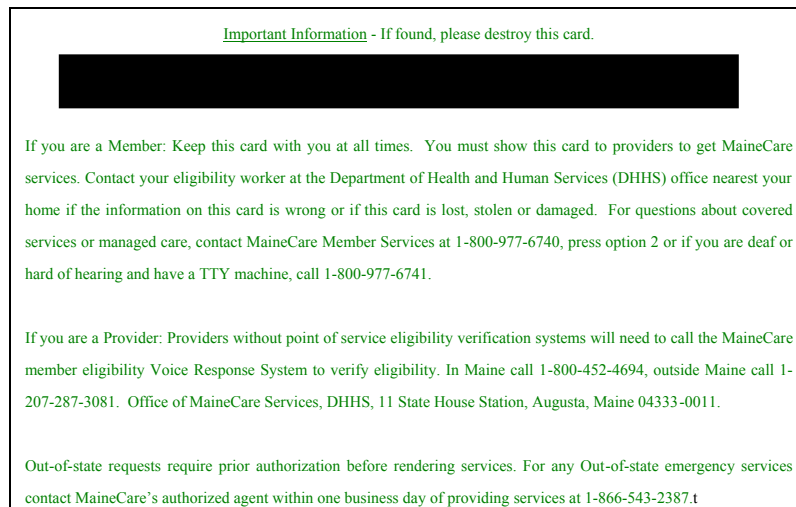 Important Information - If found, please destroy this card.
If you are a Member: Keep this card with you at all times.  You must show this card to providers to get MaineCare
services. Contact your eligibility worker at the Department of Health and Human Services (DHHS) office nearest your
home if the information on this card is wrong or if this card is lost, stolen or damaged.  For questions about covered
services or managed care, contact MaineCare Member Services at 1-800-977-6740, press option 2 or if you are deaf or
hard of hearing and have a TTY machine, call 1-800-977-6741.
If you are a Provider: Providers without point of service eligibility verification systems will need to call the MaineCare
member eligibility Voice Response System to verify eligibility. In Maine call 1-800-452-4694, outside Maine call 1-
207-287-3081.  Office of MaineCare Services, DHHS, 11 State House Station, Augusta, Maine 04333-0011.
Out-of-state requests require prior authorization before rendering services. For any Out-of-state emergency services
contact MaineCare’s authorized agent within one business day of providing services at 1-866-543-2387.t